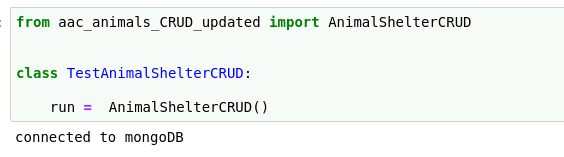 from aac_animals_CRUD_updated import AnimalShelterCRUD
class TestAnimalShelterCRUD:
run =  AnimalShelterCRUD()
connected to mongoDB